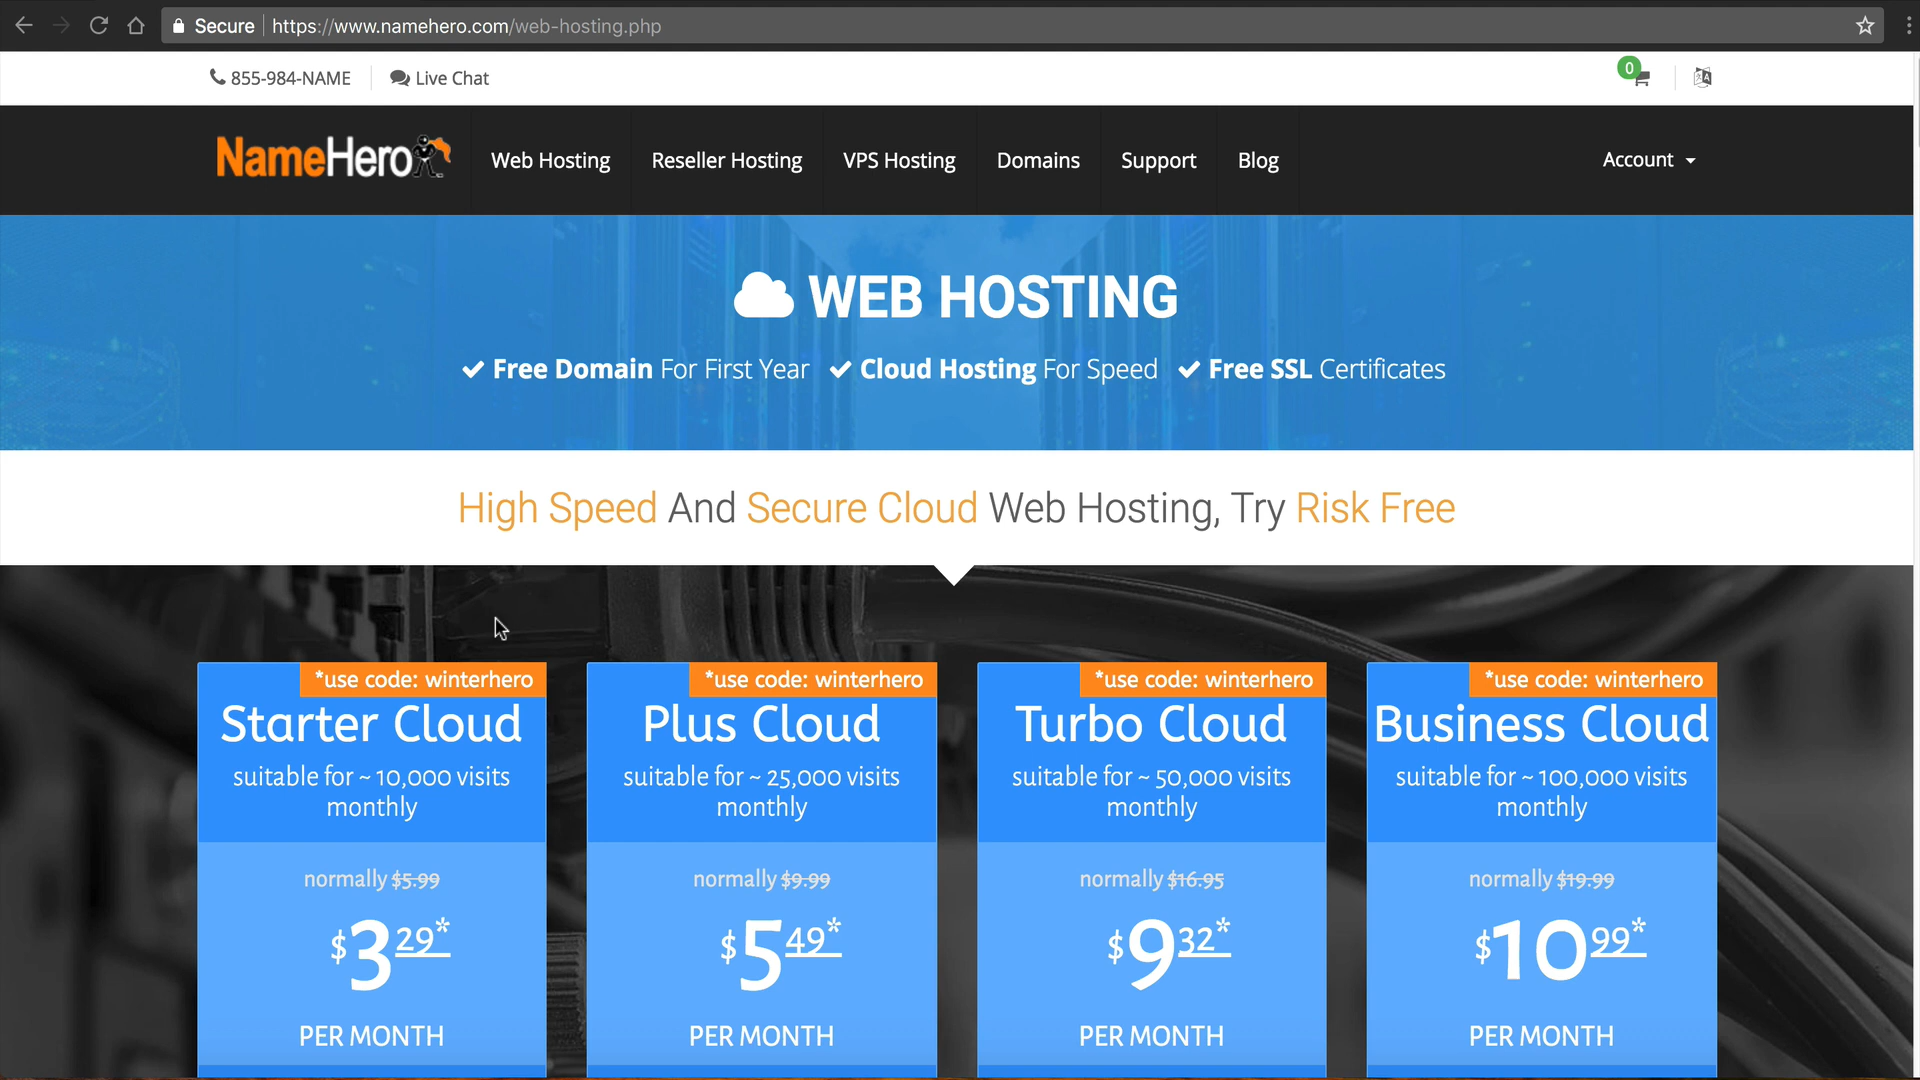 Secure https://www.namehero.com/web-hosting.php
855-984-NAME Live Chat 0
NameHero Web Hosting Reseller Hosting VPS Hosting Domains Support Blog Account
WEB HOSTING
Free Domain For First Year Cloud Hosting For Speed Free SSL Certificates
High Speed And Secure Cloud Web Hosting, Try Risk Free
*use code: winterhero
Starter Cloud
suitable for ~ 10,000 visits
monthly
normally $5.99
$3 29*
PER MONTH
*use code: winterhero
Plus Cloud
suitable for ~ 25,000 visits
monthly
normally $9.99
$5 49*
PER MONTH
*use code: winterhero
Turbo Cloud
suitable for ~ 50,000 visits
monthly
normally $16.95
$9 32*
PER MONTH
*use code: winterhero
Business Cloud
suitable for ~ 100,000 visits
monthly
normally $19.99
$10 99*
PER MONTH